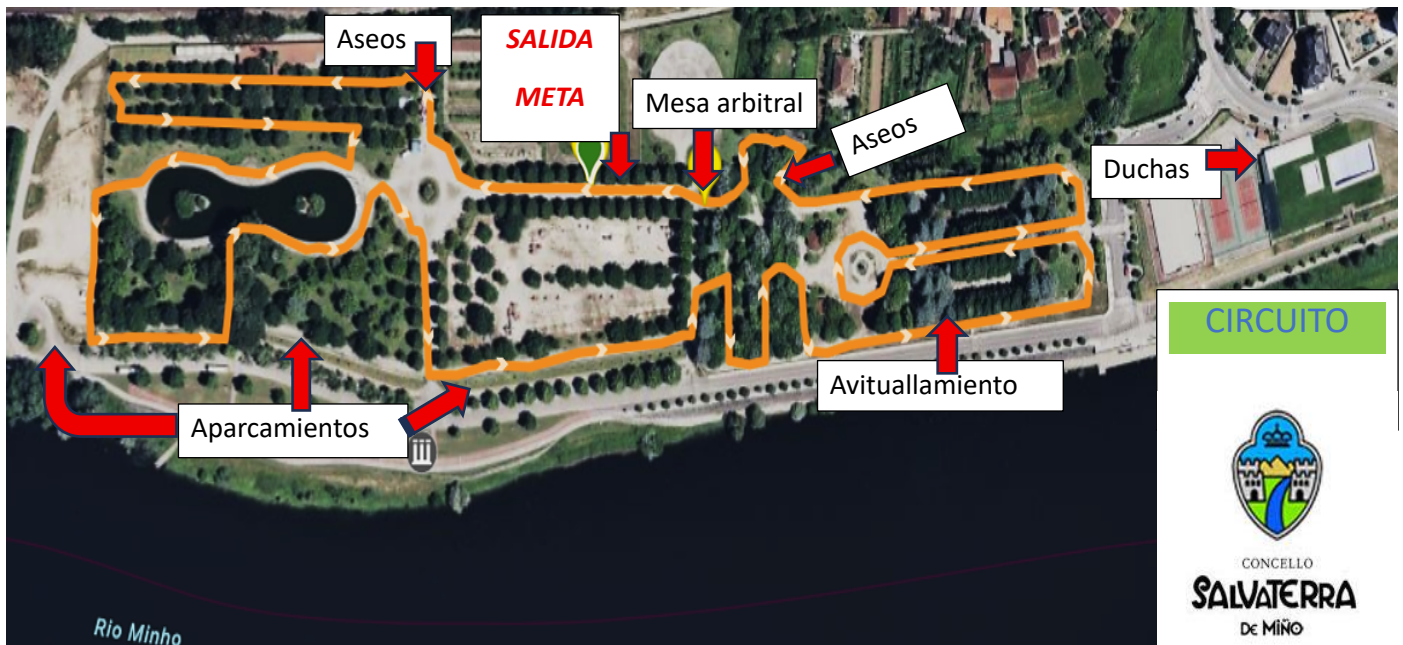 Aseos
SALIDA
META
Mesa arbitral
Aseos
Duchas
CIRCUITO
Avituallamiento
Aparcamientos
CONCELLO
SALVATERRA
DE MIÑO
Rio Minho